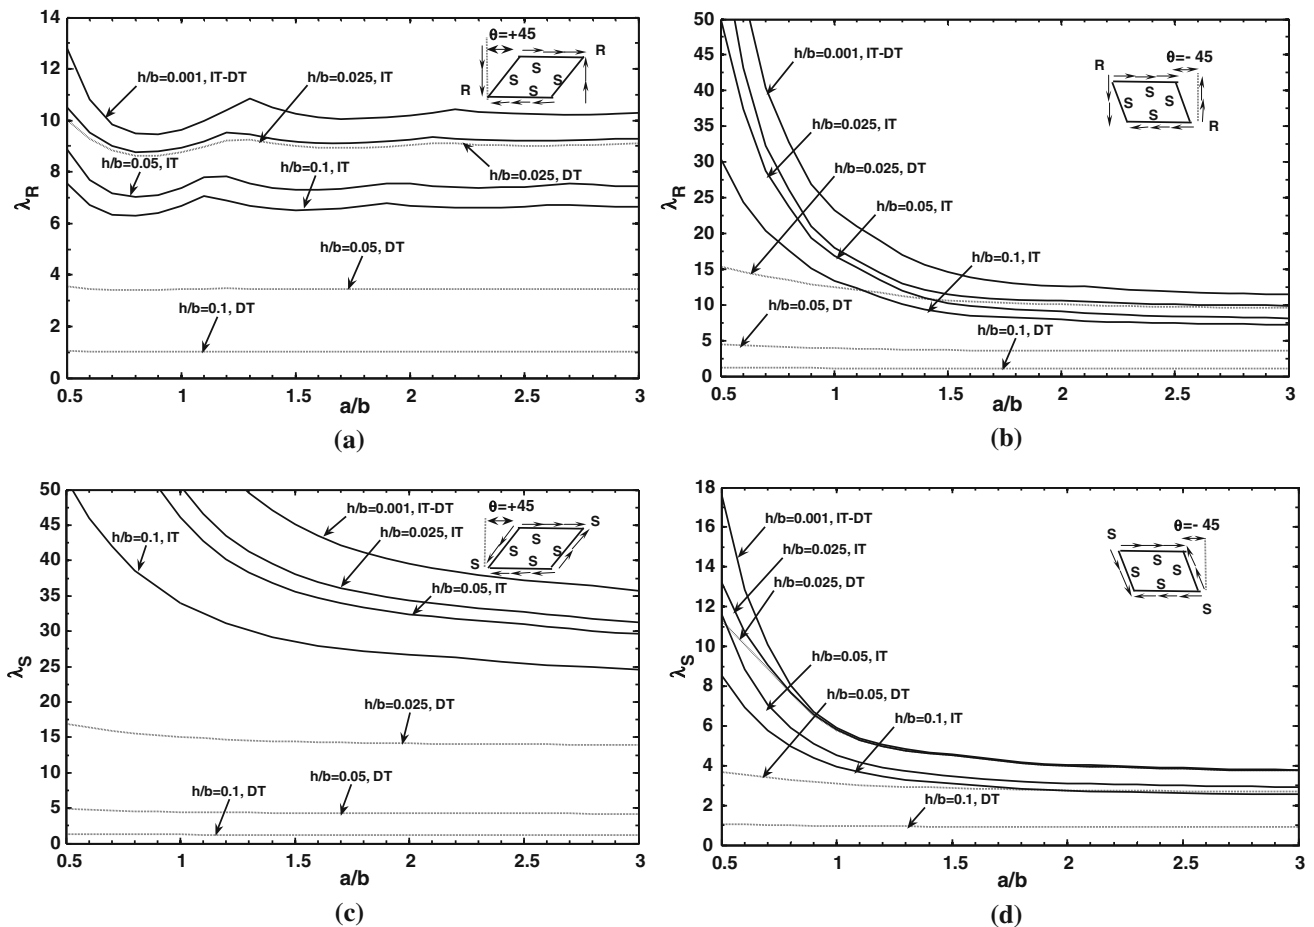 14
12
10
8
6
4
2
0
λR
0.5
1
1.5
2
2.5
3
a/b
(a)
h/b=0.001, IT-DT
h/b=0.025, IT
θ=+45
R
R
S
S
S
S
h/b=0.05, IT
h/b=0.1, IT
h/b=0.025, DT
h/b=0.05, DT
h/b=0.1, DT
50
45
40
35
30
25
20
15
10
5
0
λR
0.5
1
1.5
2
2.5
3
a/b
(b)
h/b=0.001, IT-DT
θ=- 45
R
R
S
S
S
S
h/b=0.025, IT
h/b=0.025, DT
h/b=0.05, IT
h/b=0.1, IT
h/b=0.05, DT
h/b=0.1, DT
50
45
40
35
30
25
20
15
10
5
0
λS
0.5
1
1.5
2
2.5
3
a/b
(c)
h/b=0.001, IT-DT
θ=+45
S
S
S
S
S
S
h/b=0.025, IT
h/b=0.1, IT
h/b=0.05, IT
h/b=0.025, DT
h/b=0.05, DT
h/b=0.1, DT
18
16
14
12
10
8
6
4
2
0
λS
0.5
1
1.5
2
2.5
3
a/b
(d)
h/b=0.001, IT-DT
θ=- 45
S
S
S
S
S
S
h/b=0.025, IT
h/b=0.025, DT
h/b=0.05, IT
h/b=0.05, DT
h/b=0.1, IT
h/b=0.1, DT